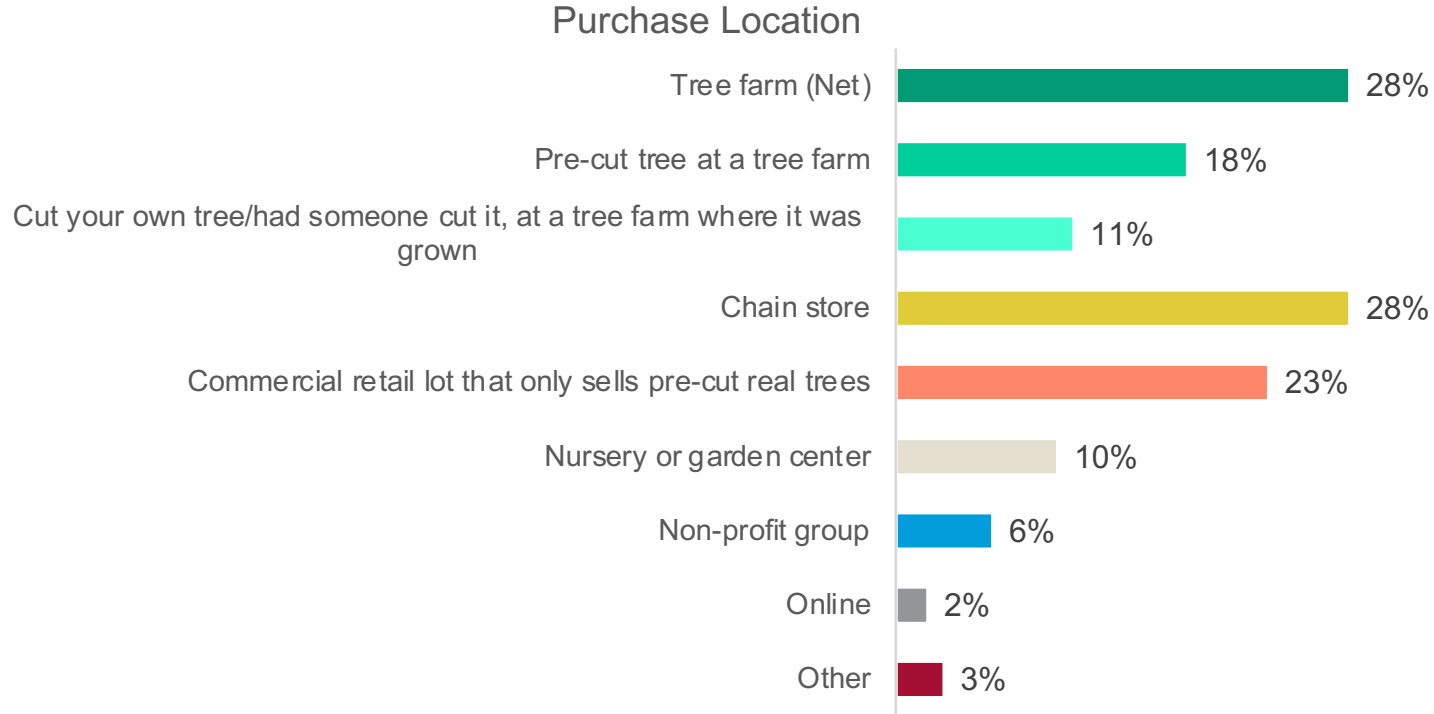 Purchase Location
Tree farm (Net)
28%
Pre-cut tree at a tree farm
18%
Cut your own tree/had someone cut it, at a tree farm where it was
grown
11%
Chain store
28%
Commercial retail lot that only sells pre-cut real trees
23%
Nursery or garden center
10%
Non-profit group
6%
Online
2%
Other
3%